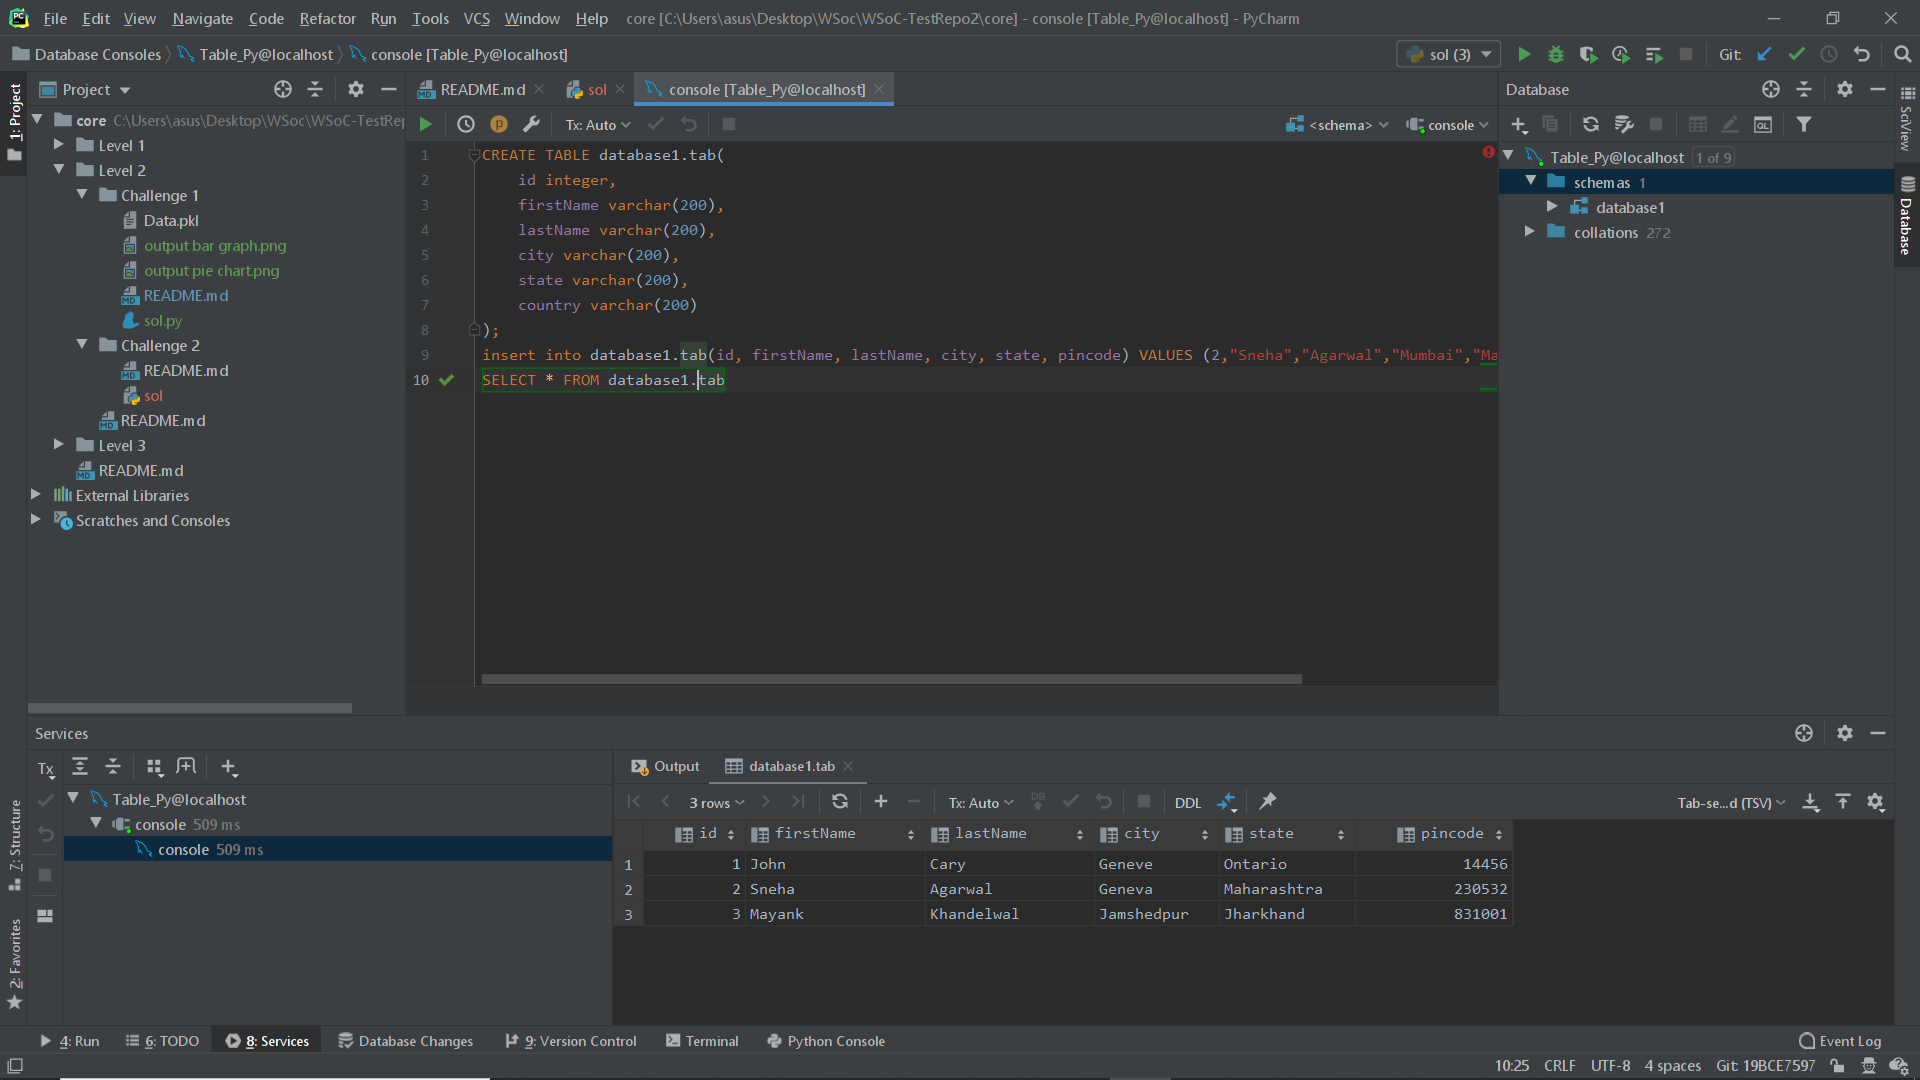 File Edit View Navigate Code Refactor Run Tools VCS Window Help core [C:\Users\asus\Desktop\WSoc\WSoC-TestRepo2\core] - console [Table_Py@localhost] - PyCharm
Database Consoles Table_Py@localhost console [Table_Py@localhost]
sol (3) Git:
1: Project
Project
core C:\Users\asus\Desktop\WSoc\WSoC-TestRep
Level 1
Level 2
Challenge 1
Data.pkl
output bar graph.png
output pie chart.png
README.md
sol.py
Challenge 2
README.md
sol
README.md
Level 3
README.md
External Libraries
Scratches and Consoles
README.md sol console [Table_Py@localhost]
Tx: Auto <schema> console
1 CREATE TABLE database1.tab(
2 id integer,
3 firstName varchar(200),
4 lastName varchar(200),
5 city varchar(200),
6 state varchar(200),
7 country varchar(200)
8 );
9 insert into database1.tab(id, firstName, lastName, city, state, pincode) VALUES (2,"Sneha","Agarwal","Mumbai","Ma
10 SELECT * FROM database1.tab
Database
Table_Py@localhost 1 of 9
schemas 1
database1
collations 272
SciView
Database
Services
Tx
Table_Py@localhost
console 509 ms
console 509 ms
Output database1.tab
3 rows Tx: Auto DB DDL Tab-se...d (TSV)
id firstName lastName city state pincode
1 1 John Cary Geneve Ontario 14456
2 2 Sneha Agarwal Geneva Maharashtra 230532
3 3 Mayank Khandelwal Jamshedpur Jharkhand 831001
7: Structure
2: Favorites
4: Run 6: TODO 8: Services Database Changes 9: Version Control Terminal Python Console Event Log
10:25 CRLF UTF-8 4 spaces Git: 19BCE7597